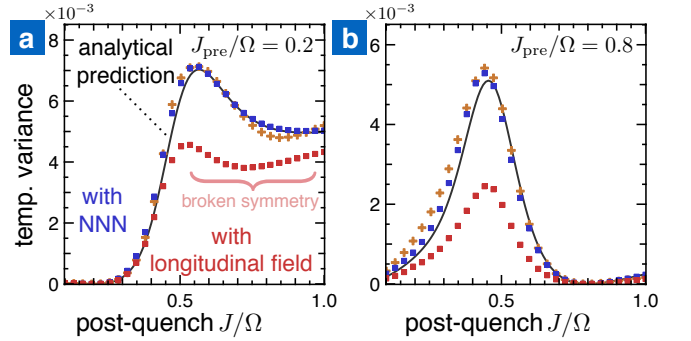 ×10⁻³
a
8
6
4
2
0
temp. variance
analytical
prediction
J_pre/Ω = 0.2
with
NNN
broken symmetry
with
longitudinal field
0.5
1.0
post-quench J/Ω
×10⁻³
b
6
4
2
0
J_pre/Ω = 0.8
0.5
1.0
post-quench J/Ω